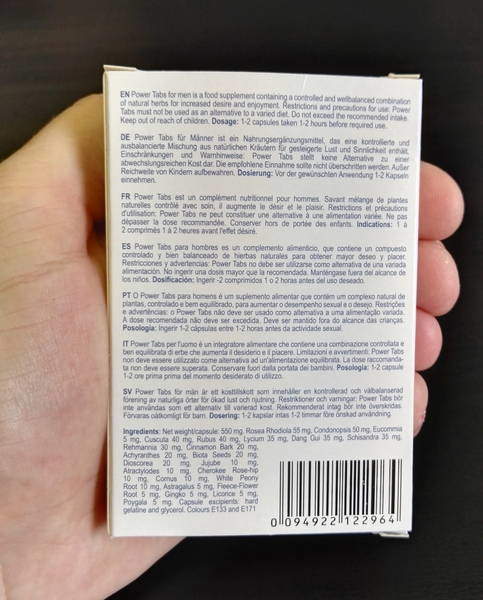 EN Power Tabs for men is a food supplement containing a controlled and wellbalanced combination
of natural herbs for increased desire and enjoyment. Restrictions and precautions for use: Power
Tabs must not be used as an alternative to a varied diet. Do not exceed the recommended intake.
Keep out of reach of children. Dosage: 1-2 capsules taken 1-2 hours before required use.
DE Power Tabs für Männer ist ein Nahrungsergänzungsmittel, das eine kontrollierte und
ausbalancierte Mischung aus natürlichen Kräutern für gesteigerte Lust und Sinnlichkeit enthält,
Einschränkungen und Warnhinweise: Power Tabs stellt keine Alternative zu einer
abwechslungsreichen Kost dar. Die empfohlene Einnahme sollte nicht überschritten werden. Außer
Reichweite von Kindern aufbewahren. Dosierung: Vor der gewünschten Anwendung 1-2 Kapseln
einnehmen.
FR Power Tabs est un complément nutritionnel pour hommes. Savant mélange de plantes
naturelles contrôlé avec soin, il augmente le désir et le plaisir. Restrictions et précautions
d'utilisation: Power Tabs ne peut constituer une alternative à une alimentation variée. Ne pas
dépasser la dose recommandée. Conserver hors de portée des enfants. Indications: 1 à
2 comprimés 1 à 2 heures avant l'effet désiré.
ES Power Tabs para hombres es un complemento alimenticio, que contiene un compuesto
controlado y bien balanceado de hierbas naturales para obtener mayor deseo y placer.
Restricciones y advertencias: Power Tabs no debe ser utilizarse como alternativa de una variada
alimentación. No ingerir una dosis mayor que la recomendada. Manténgase fuera del alcance de
los niños. Dosificación: Ingerir -2 comprimidos 1 o 2 horas antes del uso deseado.
PT O Power Tabs para homens é um suplemento alimentar que contém um complexo natural de
plantas, controlado e bem equilibrado, para aumentar o desempenho sexual e o desejo. Restrições
e advertências: o Power Tabs não deve ser usado como alternativa a uma alimentação variada.
A dose recomendada não deve ser excedida. Deve ser mantido fora do alcance das crianças.
Posologia: Ingerir 1-2 cápsulas entre 1-2 horas antes da actividade sexual.
IT Power Tabs per l'uomo è un integratore alimentare che contiene una combinazione controllata e
ben equilibrata di erbe che aumenta il desiderio e il piacere. Limitazioni e avvertimenti: Power Tabs
non deve essere utilizzato come alternativa ad un'alimentazione equilibrata. La dose raccomanda-
ta non deve essere superata. Conservare fuori dalla portata dei bambini. Posologia: 1-2 capsule
1-2 ore prima prima del momento desiderato di utilizzo.
SV Power Tabs för män är ett kosttillskott som innehåller en kontrollerad och välbalanserad
förening av naturliga örter för ökad lust och njutning. Restriktioner och varningar: Power Tabs bör
inte användas som ett alternativ till varierad kost. Rekommenderat intag bör inte överskridas.
Förvaras oåtkomligt för barn. Dosering: 1-2 kapslar intas 1-2 timmar före önskad användning.
Ingredients: Net weight/capsule: 550 mg, Rosea Rhodiola 55 mg, Condonopsis 50 mg, Eucommia
5 mg, Cuscuta 40 mg, Rubus 40 mg, Lycium 35 mg, Dang Gui 35 mg, Schisandra 35 mg,
Rehmannia 30 mg, Cinnamon Bark 20 mg,
Achyranthes 20 mg, Biota Seeds 20 mg,
Dioscorea 20 mg, Jujube 10 mg,
Atractylodes 10 mg, Cherokee Rose-hip
10 mg, Cornus 10 mg, White Peony
Root 10 mg, Astragalus 5 mg, Fleece-Flower
Root 5 mg, Gingko 5 mg, Licorice 5 mg,
Poygala 5 mg. Capsule excipients: hard
gelatine and glycerol. Colours E133 and E171
0 094922 122964